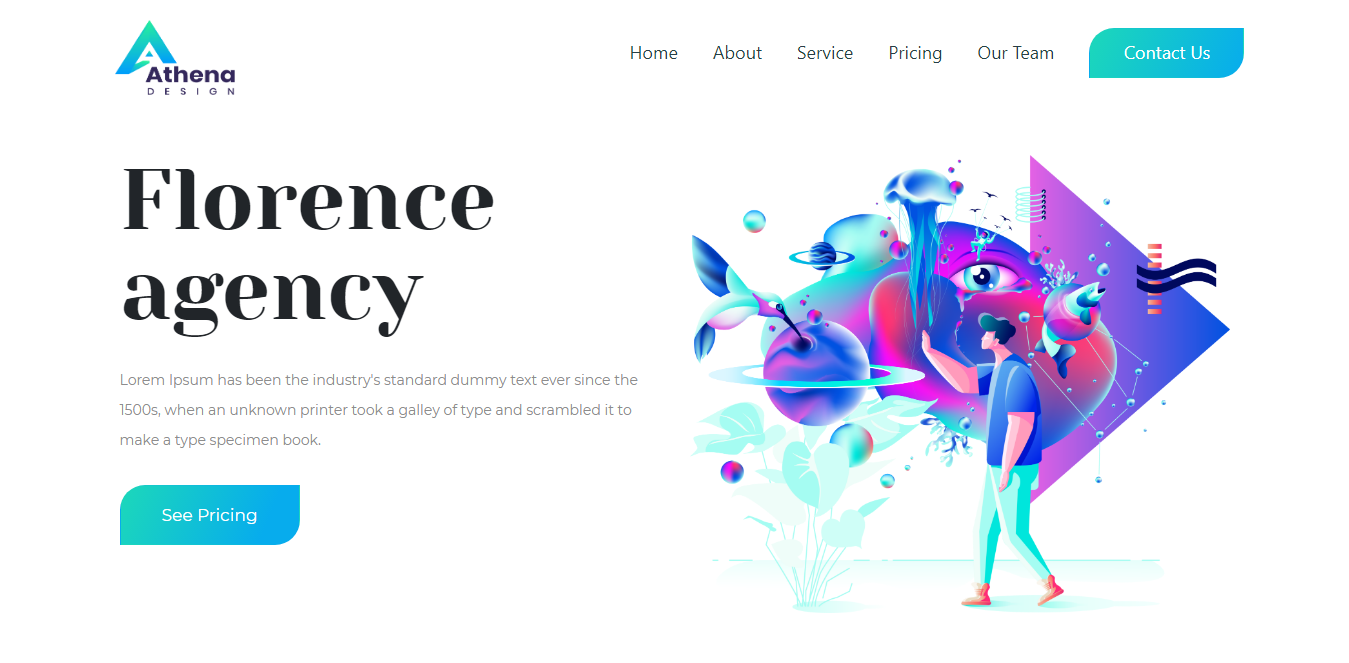 Athena
DESIGN
Home About Service Pricing Our Team Contact Us
Florence
agency
Lorem Ipsum has been the industry's standard dummy text ever since the
1500s, when an unknown printer took a galley of type and scrambled it to
make a type specimen book.
See Pricing